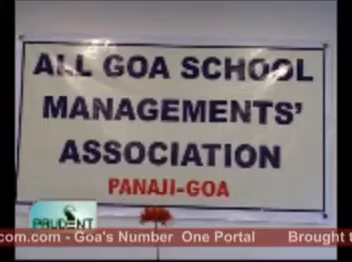 ALL GOA SCHOOL
MANAGEMENTS'
ASSOCIATION
PANAJI-GOA
PRUDENT
com.com - Goa's Number One Portal Brought t